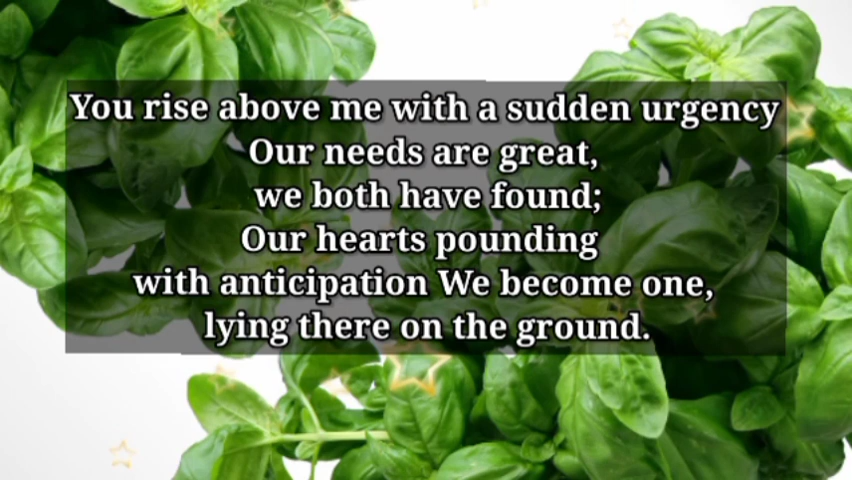 You rise above me with a sudden urgency
Our needs are great,
we both have found;
Our hearts pounding
with anticipation We become one,
lying there on the ground.